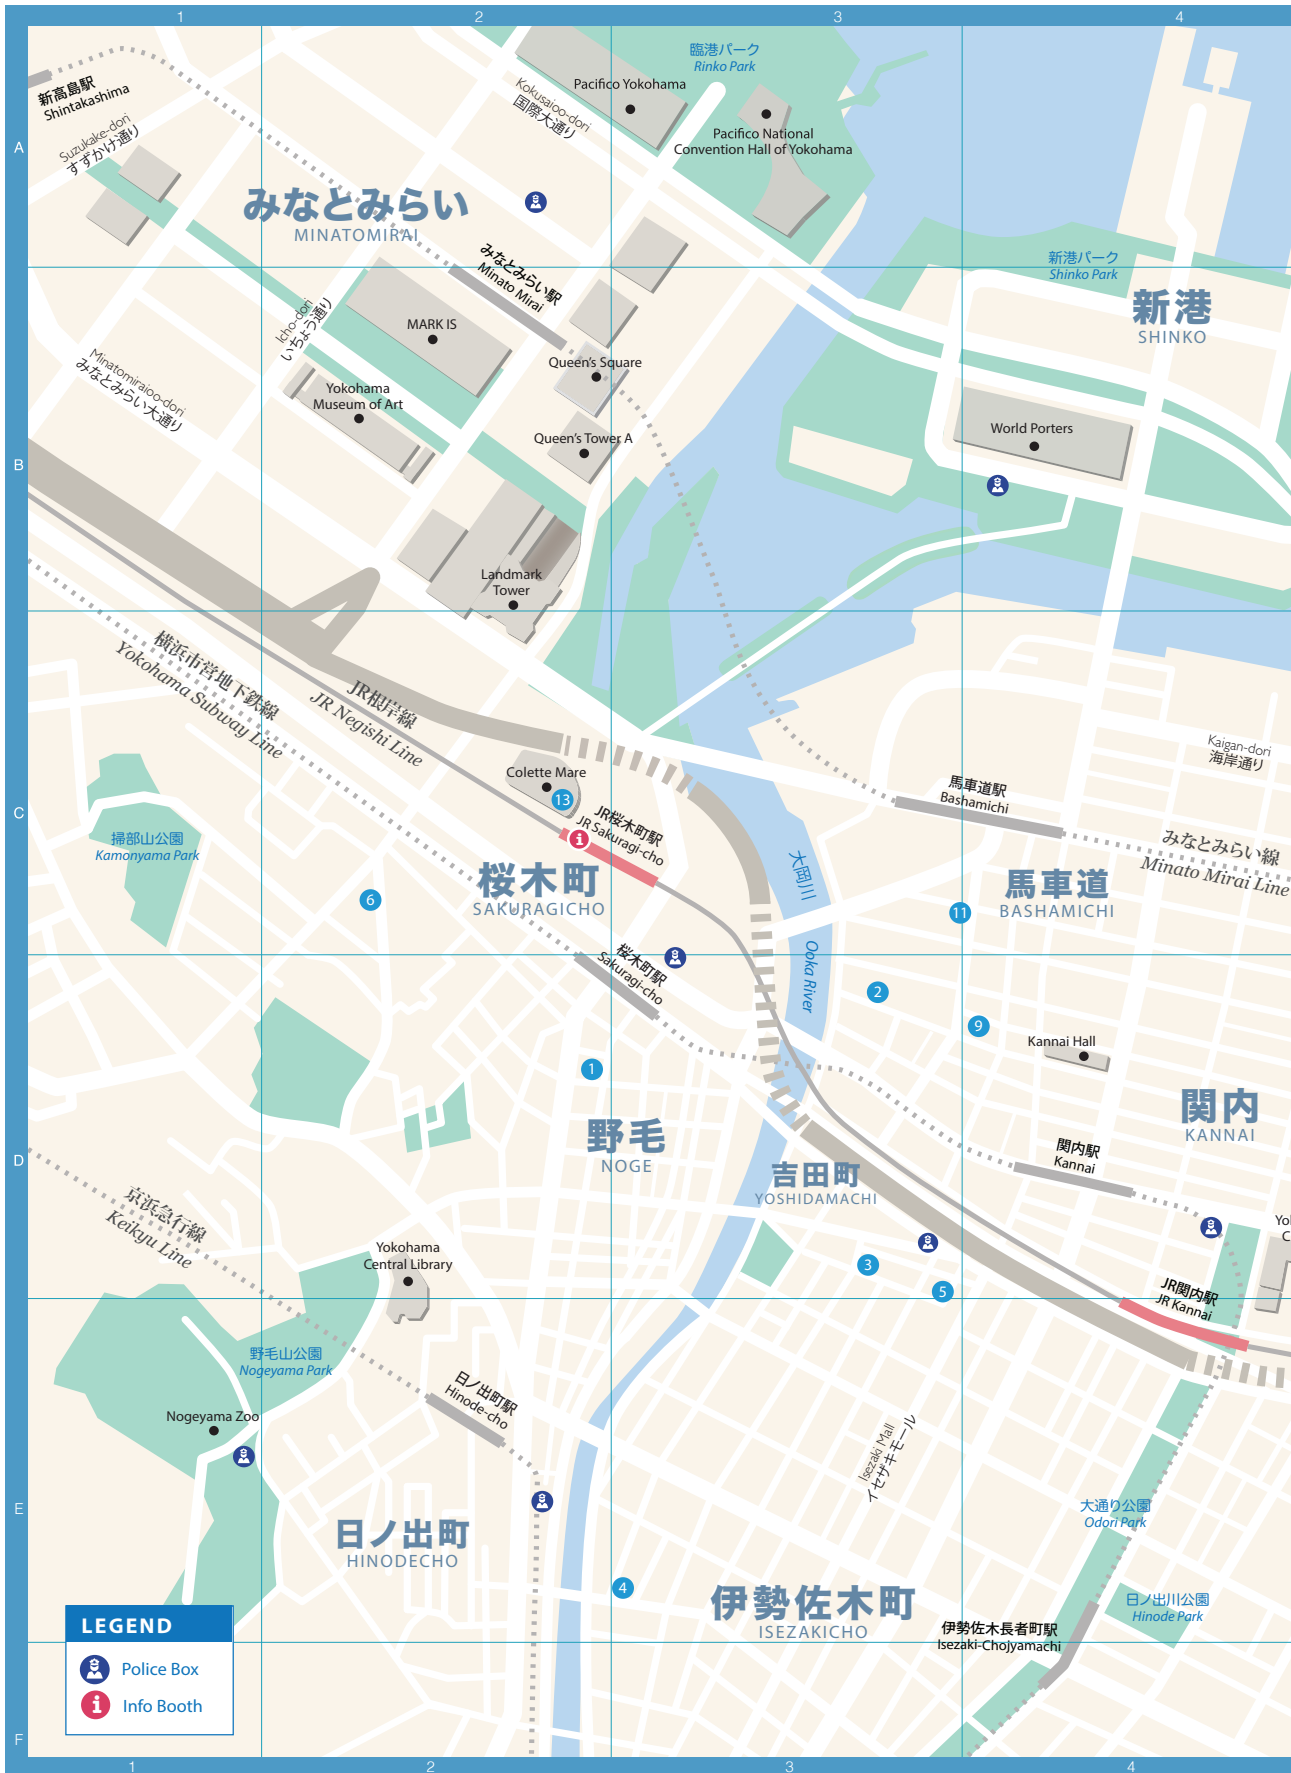 1
2
3
4
A
B
C
D
E
F
1
2
3
4
新高島駅
Shintakashima
Suzukake-dori
すずかけ通り
みなとみらい
MINATOMIRAI
Kokusaioo-dori
国際大通り
Pacifico Yokohama
臨港パーク
Rinko Park
Pacifico National
Convention Hall of Yokohama
みなとみらい駅
Minato Mirai
新港パーク
Shinko Park
新港
SHINKO
Icho-dori
いちょう通り
MARK IS
Minatomiraioo-dori
みなとみらい大通り
Yokohama
Museum of Art
Queen's Square
Queen's Tower A
World Porters
Landmark
Tower
横浜市営地下鉄線
Yokohama Subway Line
JR根岸線
JR Negishi Line
Colette Mare
13
JR桜木町駅
JR Sakuragi-cho
桜木町
SAKURAGICHO
掃部山公園
Kamonyama Park
6
Kaigan-dori
海岸通り
馬車道駅
Bashamichi
みなとみらい線
Minato Mirai Line
馬車道
BASHAMICHI
11
大岡川
Ooka River
桜木町駅
Sakuragi-cho
2
9
Kannai Hall
1
野毛
NOGE
関内
KANNAI
関内駅
Kannai
吉田町
YOSHIDAMACHI
京浜急行線
Keikyu Line
Yokohama
Central Library
3
5
Yo
C
JR関内駅
JR Kannai
野毛山公園
Nogeyama Park
Nogeyama Zoo
日ノ出町駅
Hinode-cho
Isezaki Mall
イセザキモール
大通り公園
Odori Park
日ノ出町
HINODECHO
4
伊勢佐木町
ISEZAKICHO
日ノ出川公園
Hinode Park
伊勢佐木長者町駅
Isezaki-Chojyamachi
LEGEND
Police Box
Info Booth